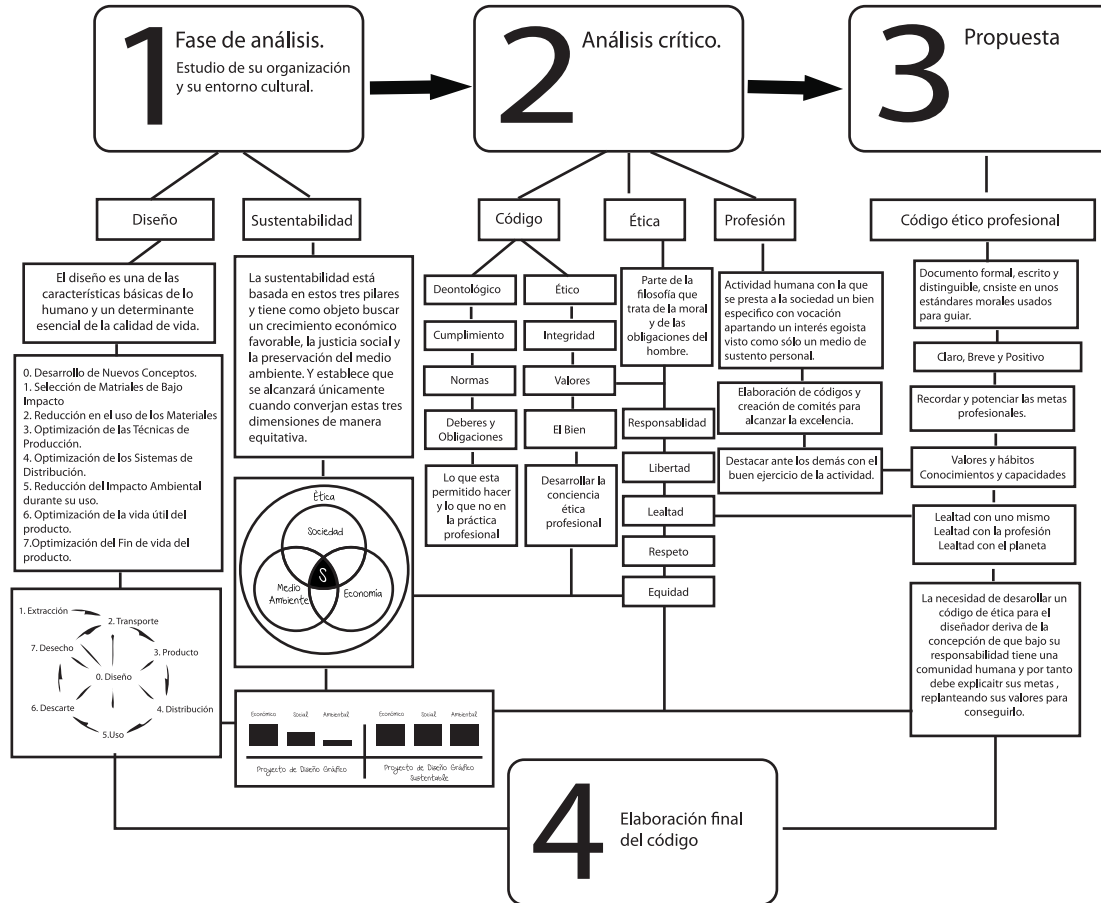 1
Fase de análisis.
Estudio de su organización
y su entorno cultural.
2
Análisis crítico.
3
Propuesta
Diseño
Sustentabilidad
Código
Ética
Profesión
Código ético profesional
El diseño es una de las
características básicas de lo
humano y un determinante
esencial de la calidad de vida.
0. Desarrollo de Nuevos Conceptos.
1. Selección de Matriales de Bajo
Impacto
2. Reducción en el uso de los Materiales
3. Optimización de las Técnicas de
Producción.
4. Optimización de los Sistemas de
Distribución.
5. Reducción del Impacto Ambiental
durante su uso.
6. Optimización de la vida útil del
producto.
7.Optimización del Fin de vida del
producto.
1. Extracción
2. Transporte
7. Desecho
3. Producto
0. Diseño
6. Descarte
4. Distribución
5.Uso
La sustentabilidad está
basada en estos tres pilares
y tiene como objeto buscar
un crecimiento económico
favorable, la justicia social y
la preservación del medio
ambiente. Y establece que
se alcanzará únicamente
cuando converjan estas tres
dimensiones de manera
equitativa.
Ética
Sociedad
S
Medio
Ambiente
Economía
Económico
Social
Ambiental
Económico
Social
Ambiental
Proyecto de Diseño Gráfico
Proyecto de Diseño Gráfico
Sustentable
Deontológico
Cumplimiento
Normas
Deberes y
Obligaciones
Lo que esta
permitido hacer
y lo que no en
la práctica
profesional
Ético
Integridad
Valores
El Bien
Desarrollar la
conciencia
ética
profesional
Parte de la
filosofía que
trata de la moral
y de las
obligaciones del
hombre.
Responsablidad
Libertad
Lealtad
Respeto
Equidad
Actividad humana con la que
se presta a la sociedad un bien
especifico con vocación
apartando un interés egoista
visto como sólo un medio de
sustento personal.
Elaboración de códigos y
creación de comités para
alcanzar la excelencia.
Destacar ante los demás con el
buen ejercicio de la actividad.
Documento formal, escrito y
distinguible, cnsiste en unos
estándares morales usados
para guiar.
Claro, Breve y Positivo
Recordar y potenciar las metas
profesionales.
Valores y hábitos
Conocimientos y capacidades
Lealtad con uno mismo
Lealtad con la profesión
Lealtad con el planeta
La necesidad de desarollar un
código de ética para el
diseñador deriva de la
concepción de que bajo su
responsabilidad tiene una
comunidad humana y por tanto
debe explicaitr sus metas ,
replanteando sus valores para
conseguirlo.
4
Elaboración final
del código